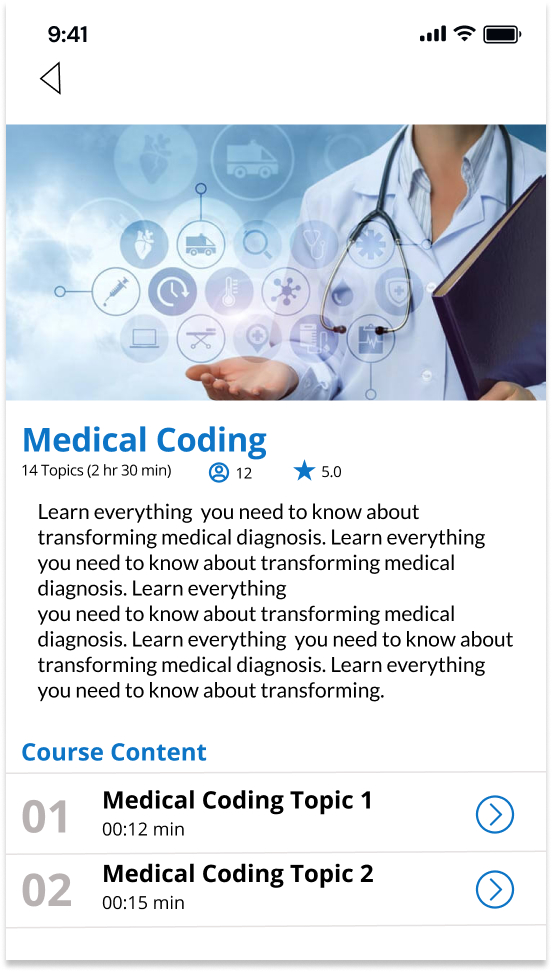 9:41
Medical Coding
14 Topics (2 hr 30 min) 12 5.0
Learn everything  you need to know about
transforming medical diagnosis. Learn everything
you need to know about transforming medical
diagnosis. Learn everything
you need to know about transforming medical
diagnosis. Learn everything  you need to know about
transforming medical diagnosis. Learn everything
you need to know about transforming.
Course Content
01 Medical Coding Topic 1
00:12 min
02 Medical Coding Topic 2
00:15 min